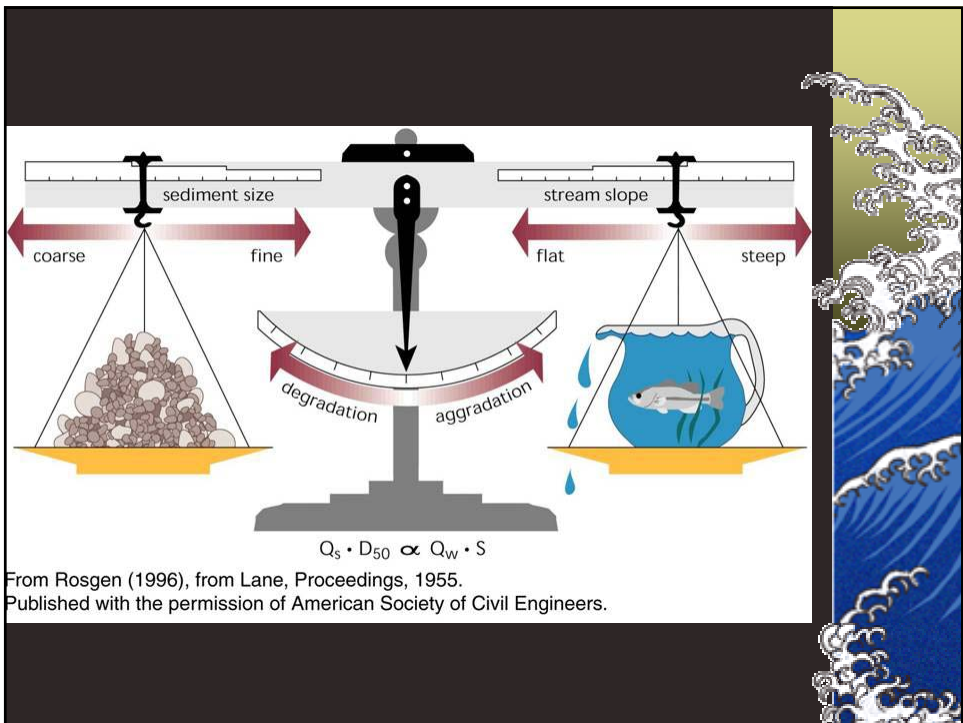 sediment size
stream slope
coarse
fine
flat
steep
degradation
aggradation
Qs • D50 ∝ Qw • S
From Rosgen (1996), from Lane, Proceedings, 1955.
Published with the permission of American Society of Civil Engineers.